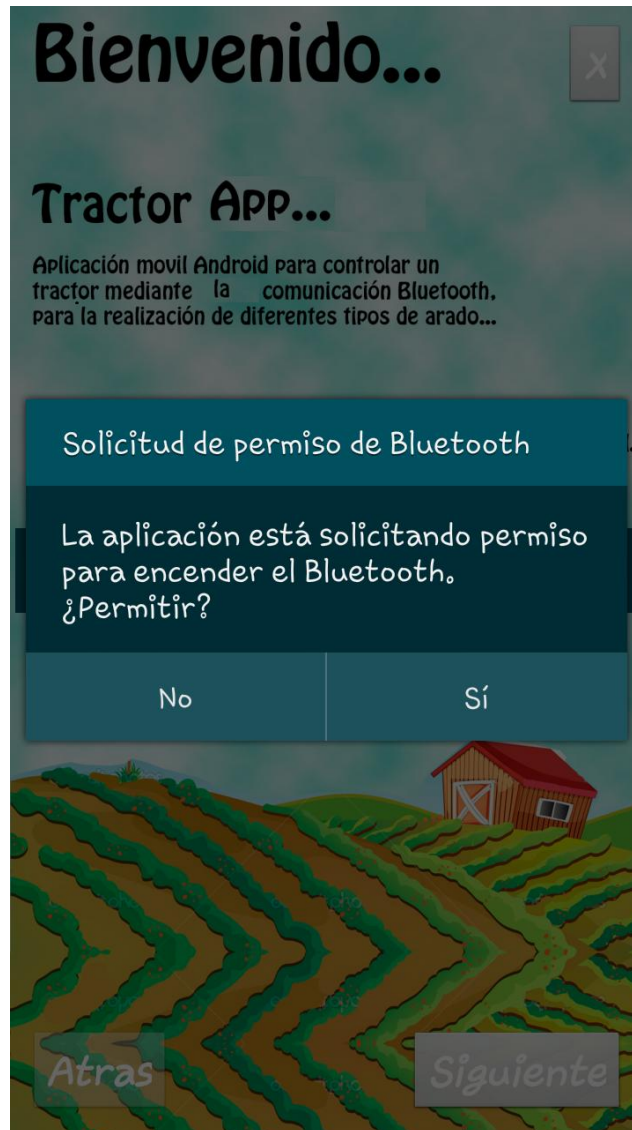 Bienvenido...
X
Tractor App...
Aplicación movil Android para controlar un
tractor mediante la comunicación Bluetooth,
para la realización de diferentes tipos de arado...
Solicitud de permiso de Bluetooth
La aplicación está solicitando permiso
para encender el Bluetooth.
¿Permitir?
No
Sí
Atras
Siguiente